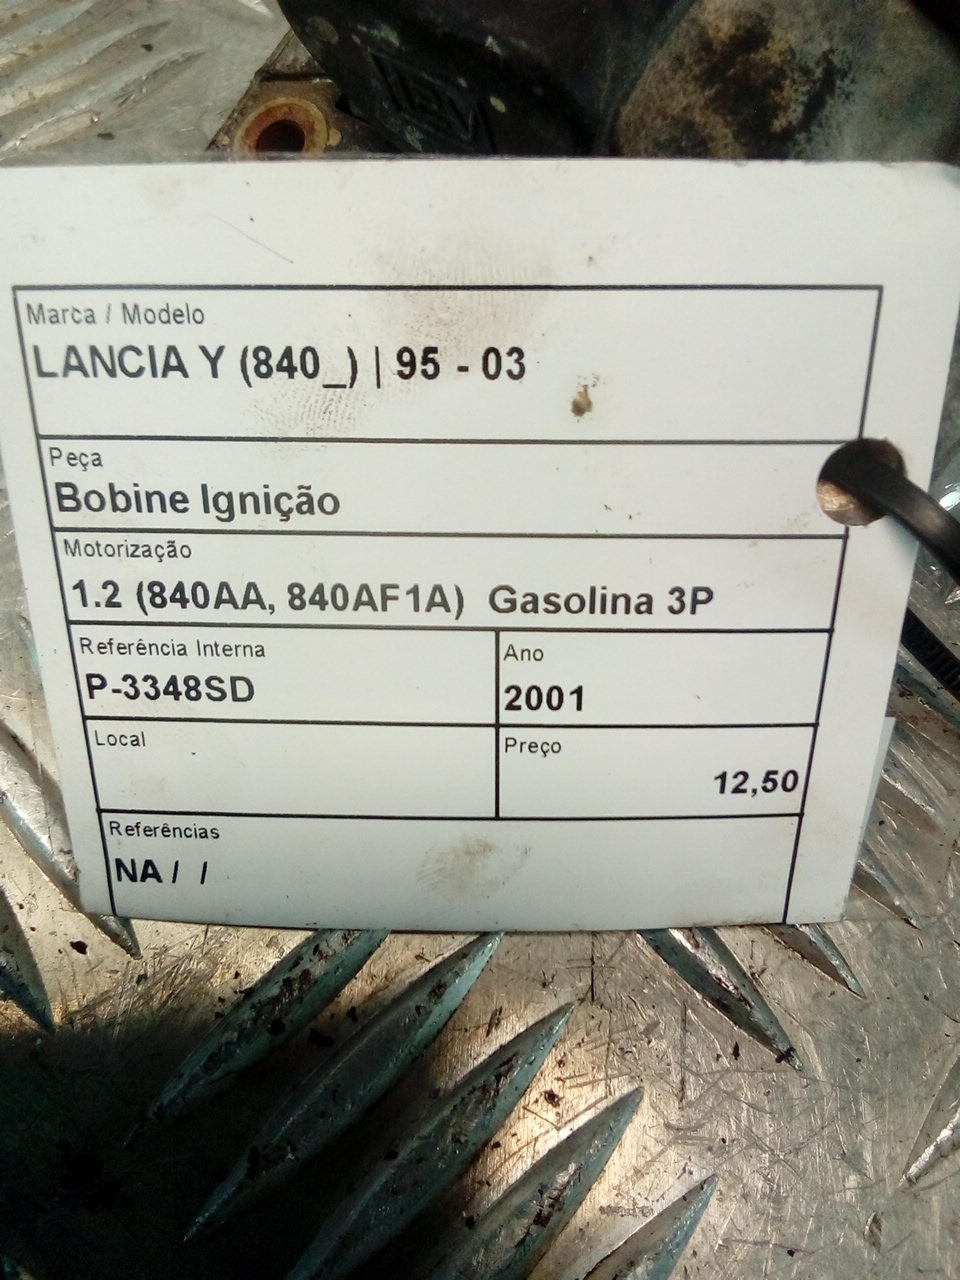 Marca / Modelo
LANCIA Y (840_) | 95 - 03
Peça
Bobine Ignição
Motorização
1.2 (840AA, 840AF1A)  Gasolina 3P
Referência Interna
P-3348SD
Ano
2001
Local
Preço
12,50
Referências
NA /  /